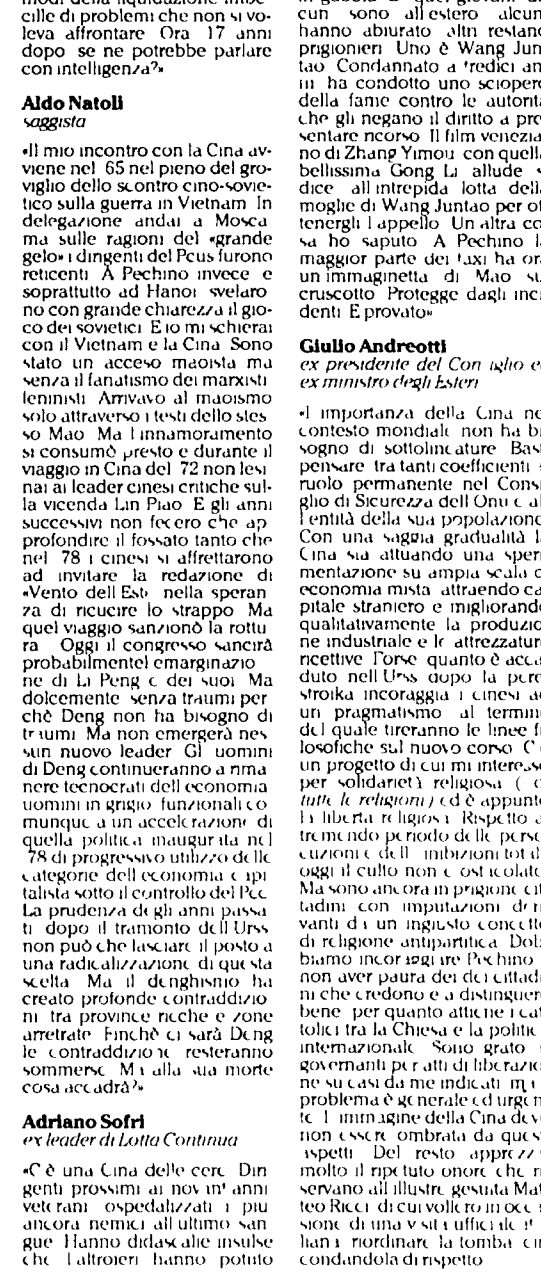 cille di problemi che non si vo-
leva affrontare Ora 17 anni
dopo se ne potrebbe parlare
con intelligenza?»
Aldo Natoli
saggista
«Il mio incontro con la Cina av-
viene nel 65 nel pieno del gro-
viglio dello scontro cino-sovie-
tico sulla guerra in Vietnam In
delegazione andai a Mosca
ma sulle ragioni del «grande
gelo» i dirigenti del Pcus furono
reticenti A Pechino invece e
soprattutto ad Hanoi svelaro
no con grande chiarezza il gio-
co dei sovietici E io mi schierai
con il Vietnam e la Cina Sono
stato un acceso maoista ma
senza il fanatismo dei marxisti
leninisti Arrivavo al maoismo
solo attraverso i testi dello stes
so Mao Ma l innamoramento
si consumò presto e durante il
viaggio in Cina del 72 non lesi
nai ai leader cinesi critiche sul-
la vicenda Lin Piao E gli anni
successivi non fecero che ap
profondire il fossato tanto che
nel 78 i cinesi si affrettarono
ad invitare la redazione di
«Vento dell Est» nella speran
za di ricucire lo strappo Ma
quel viaggio sanzionò la rottu
ra Oggi il congresso sancirà
probabilmentel emarginazio
ne di Li Peng e dei suoi Ma
dolcemente senza traumi per
chè Deng non ha bisogno di
traumi Ma non emergerà nes
sun nuovo leader Gl uomini
di Deng continueranno a rima
nere tecnocrati dell economia
uomini in grigio funzionali co
munque a un accelerazione di
quella politica inaugurata nel
78 di progressivo utilizzo delle
categorie dell economia capi
talista sotto il controllo del Pcc
La prudenza degli anni passa
ti dopo il tramonto dell Urss
non può che lasciare il posto a
una radicalizzazione di questa
scelta Ma il denghismo ha
creato profonde contraddizio
ni tra province ricche e zone
arretrate Finchè ci sarà Deng
le contraddizioni resteranno
sommerse Ma alla sua morte
cosa accadrà?»
Adriano Sofri
ex leader di Lotta Continua
«C è una Cina delle cere Diri
genti prossimi ai novant anni
veterani ospedalizzati i più
ancora nemici all ultimo san
gue Hanno didascalie insulse
che l altroieri hanno potuto
cun sono all estero alcuni
hanno abiurato altri restano
prigionieri Uno è Wang Jun
tao Condannato a tredici an
ni ha condotto uno sciopero
della fame contro le autorità
che gli negano il diritto a pre
sentare ricorso Il film venezia
no di Zhang Yimou con quella
bellissima Gong Li allude s
dice all intrepida lotta della
moglie di Wang Juntao per ot
tenergli l appello Un altra co
sa ho saputo A Pechino la
maggior parte dei taxi ha ora
un immaginetta di Mao su
cruscotto Protegge dagli inci
denti E provato»
Giulio Andreotti
ex presidente del Con iglio ed
ex ministro degli Esteri
«l importanza della Cina nel
contesto mondiale non ha bi
sogno di sottolineature Basta
pensare tra tanti coefficienti
ruolo permanente nel Consi
glio di Sicurezza dell Onu e al
l entità della sua popolazione
Con una saggia gradualità la
Cina sta attuando una speri
mentazione su ampia scala di
economia mista attraendo ca
pitale straniero e migliorando
qualitativamente la produzio
ne industriale e le attrezzature
ricettive Forse quanto è acca
duto nell Urss dopo la pere
stroika incoraggia i cinesi ad
un pragmatismo al termine
del quale tireranno le linee fi
losofiche sul nuovo corso C è
un progetto di cui mi interesso
per solidarietà religiosa ( di
tutte le religioni) ed è appunto
la libertà religiosa Rispetto al
tremendo periodo delle perse
cuzioni e dell inibizioni tot di
oggi il culto non è ostacolato
Ma sono ancora in prigione cit
tadini con imputazioni deri
vanti da un ingiusto concetto
di religione antipatritica Dob
biamo incoraggiare Pechino
non aver paura dei dei cittadi
ni che credono e a distinguere
bene per quanto attiene i cat
tolici tra la Chiesa e la politica
internazionale Sono grato
governanti per atti di liberazio
ne su casi da me indicati ma
problema è generale ed urgen
te L immagine della Cina deve
non essere ombrata da questi
aspetti Del resto apprezzo
molto il ripetuto onore che ri
servano all illustre gesuita Mat
teo Ricci di cui vollero in occ
sione di una visita ufficiale it
liana riordinare la tomba cir
condandola di rispetto